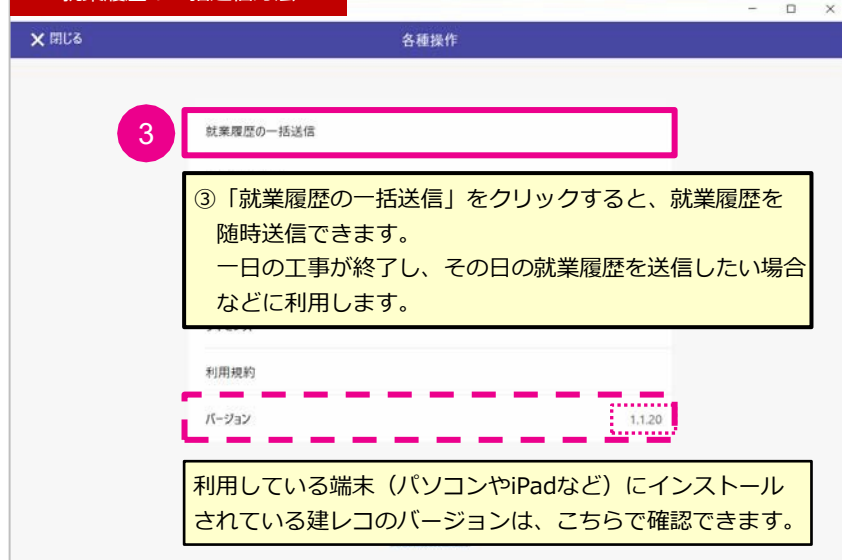 ✕ 閉じる
各種操作
3
就業履歴の一括送信
③「就業履歴の一括送信」をクリックすると、就業履歴を
随時送信できます。
一日の工事が終了し、その日の就業履歴を送信したい場合
などに利用します。
利用規約
バージョン
1.1.20
利用している端末（パソコンやiPadなど）にインストール
されている建レコのバージョンは、こちらで確認できます。